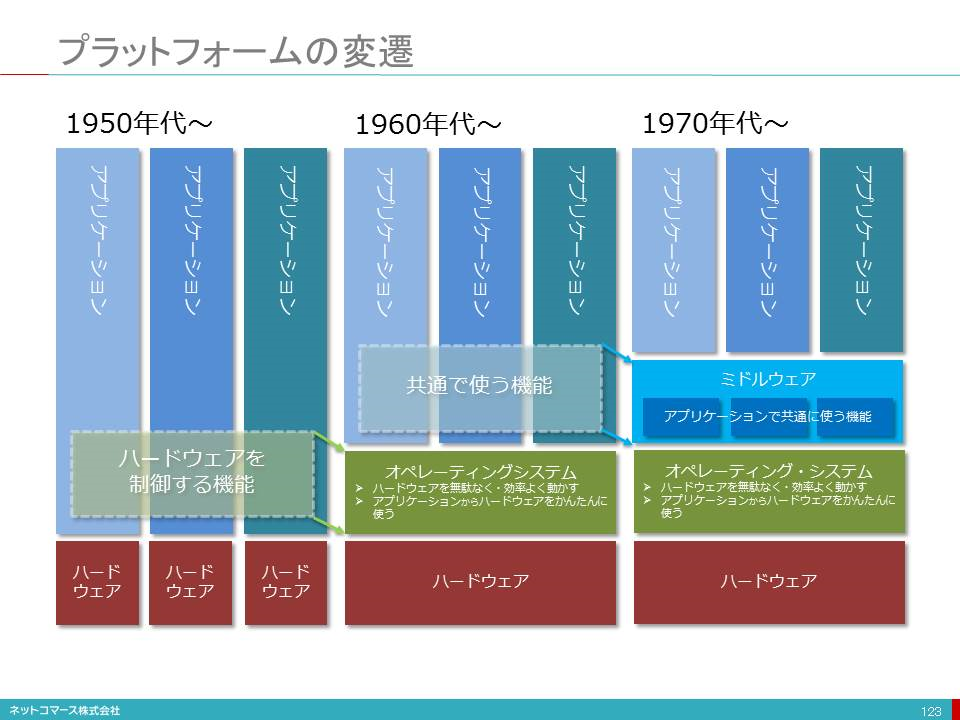 プラットフォームの変遷
1950年代～
アプリケーション
アプリケーション
アプリケーション
ハードウェアを
制御する機能
ハード
ウェア
ハード
ウェア
ハード
ウェア
1960年代～
アプリケーション
アプリケーション
アプリケーション
共通で使う機能
オペレーティングシステム
➢ ハードウェアを無駄なく・効率よく動かす
➢ アプリケーションからハードウェアをかんたんに
使う
ハードウェア
1970年代～
アプリケーション
アプリケーション
アプリケーション
ミドルウェア
アプリケーションで共通に使う機能
オペレーティング・システム
➢ ハードウェアを無駄なく・効率よく動かす
➢ アプリケーションからハードウェアをかんたんに
使う
ハードウェア
ネットコマース株式会社
123